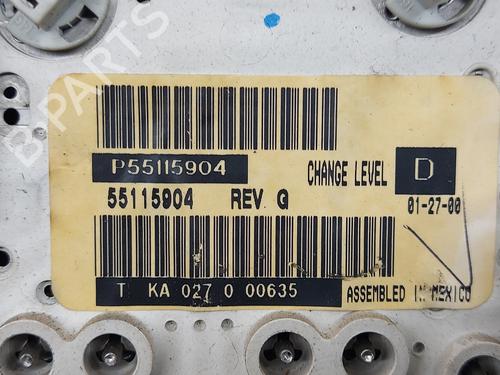 P55115904
CHANGE LEVEL D
55115904 REV. G
01-27-00
T KA 027 0 00635
ASSEMBLED IN MEXICO
B-PARTS